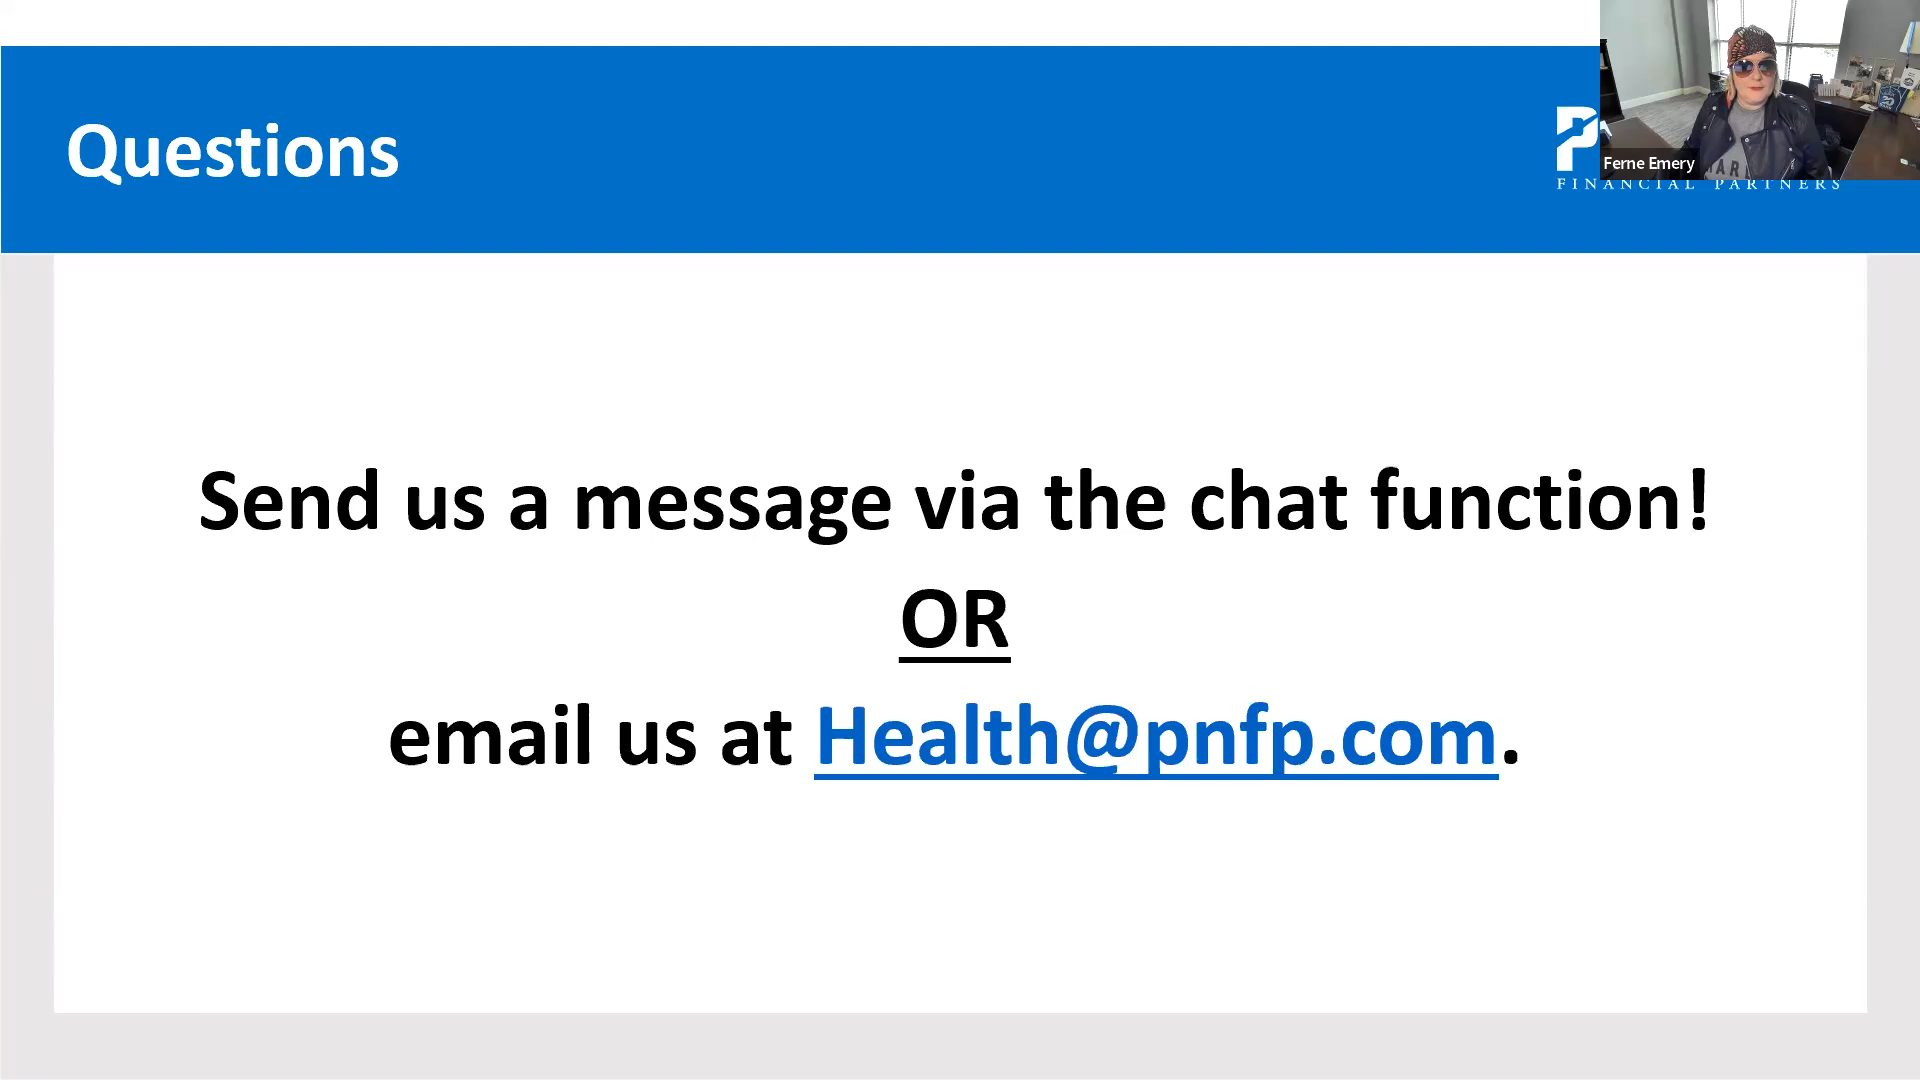 Questions
Ferne Emery
FINANCIAL PARTNERS
Send us a message via the chat function!
OR
email us at Health@pnfp.com.